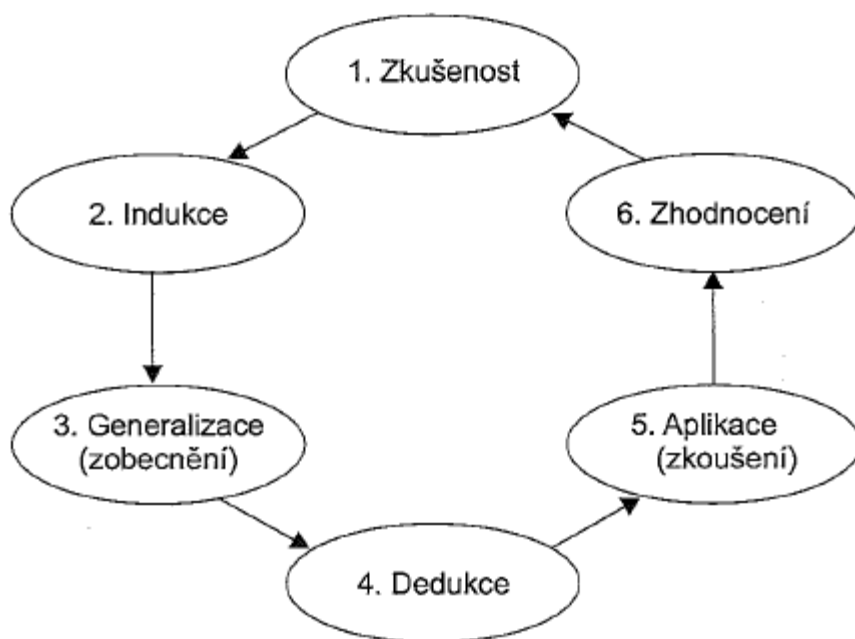 1. Zkušenost
2. Indukce
3. Generalizace
(zobecnění)
4. Dedukce
5. Aplikace
(zkoušení)
6. Zhodnocení